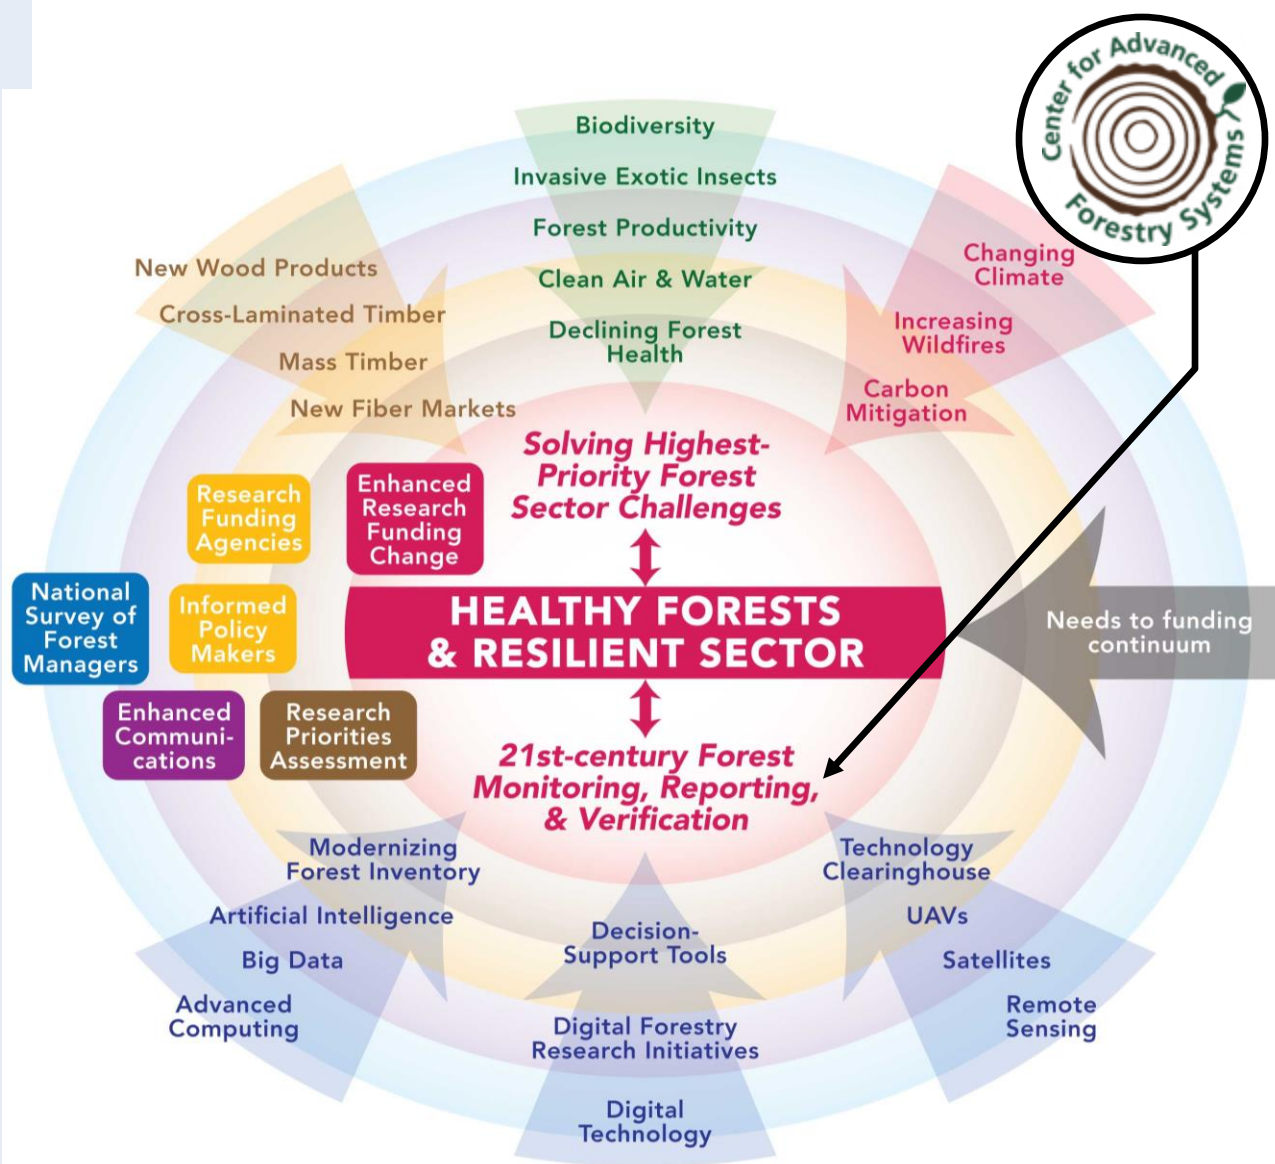 Center for Advanced
Forestry Systems
Biodiversity
Invasive Exotic Insects
Forest Productivity
Clean Air & Water
Declining Forest
Health
New Wood Products
Cross-Laminated Timber
Mass Timber
New Fiber Markets
Changing
Climate
Increasing
Wildfires
Carbon
Mitigation
Solving Highest-
Priority Forest
Sector Challenges
Research
Funding
Agencies
Enhanced
Research
Funding
Change
National
Survey of
Forest
Managers
Informed
Policy
Makers
HEALTHY FORESTS
& RESILIENT SECTOR
Needs to funding
continuum
Enhanced
Communi-
cations
Research
Priorities
Assessment
21st-century Forest
Monitoring, Reporting,
& Verification
Modernizing
Forest Inventory
Artificial Intelligence
Big Data
Advanced
Computing
Decision-
Support Tools
Digital Forestry
Research Initiatives
Digital
Technology
Technology
Clearinghouse
UAVs
Satellites
Remote
Sensing